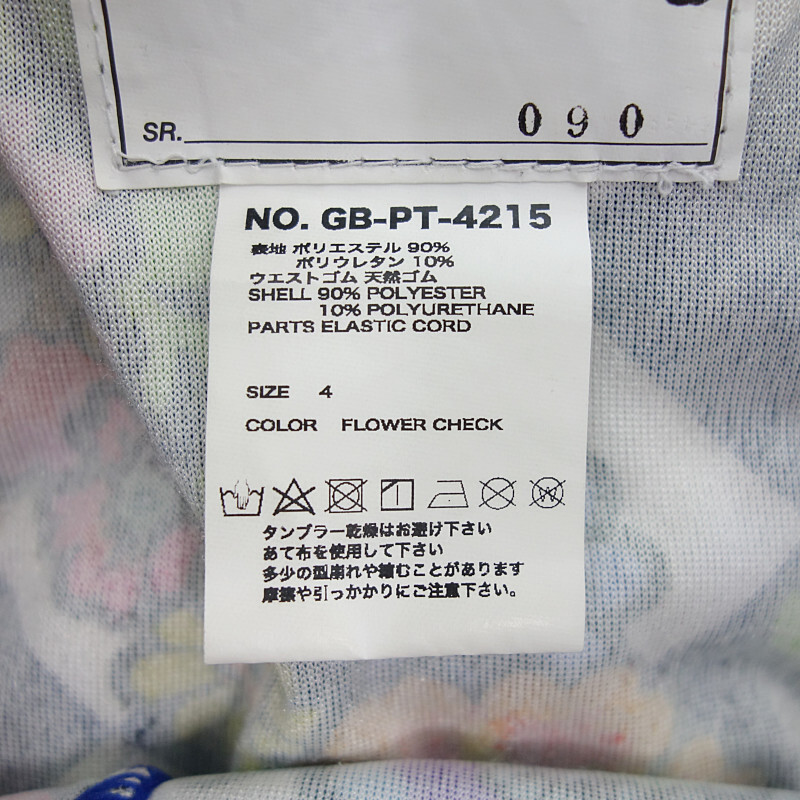 SR. 090
NO. GB-PT-4215
表地 ポリエステル 90%
ポリウレタン 10%
ウエストゴム 天然ゴム
SHELL 90% POLYESTER
10% POLYURETHANE
PARTS ELASTIC CORD
SIZE 4
COLOR FLOWER CHECK
タンブラー乾燥はお避け下さい
あて布を使用して下さい
多少の型崩れや縮むことがあります
摩擦や引っかかりにご注意下さい。